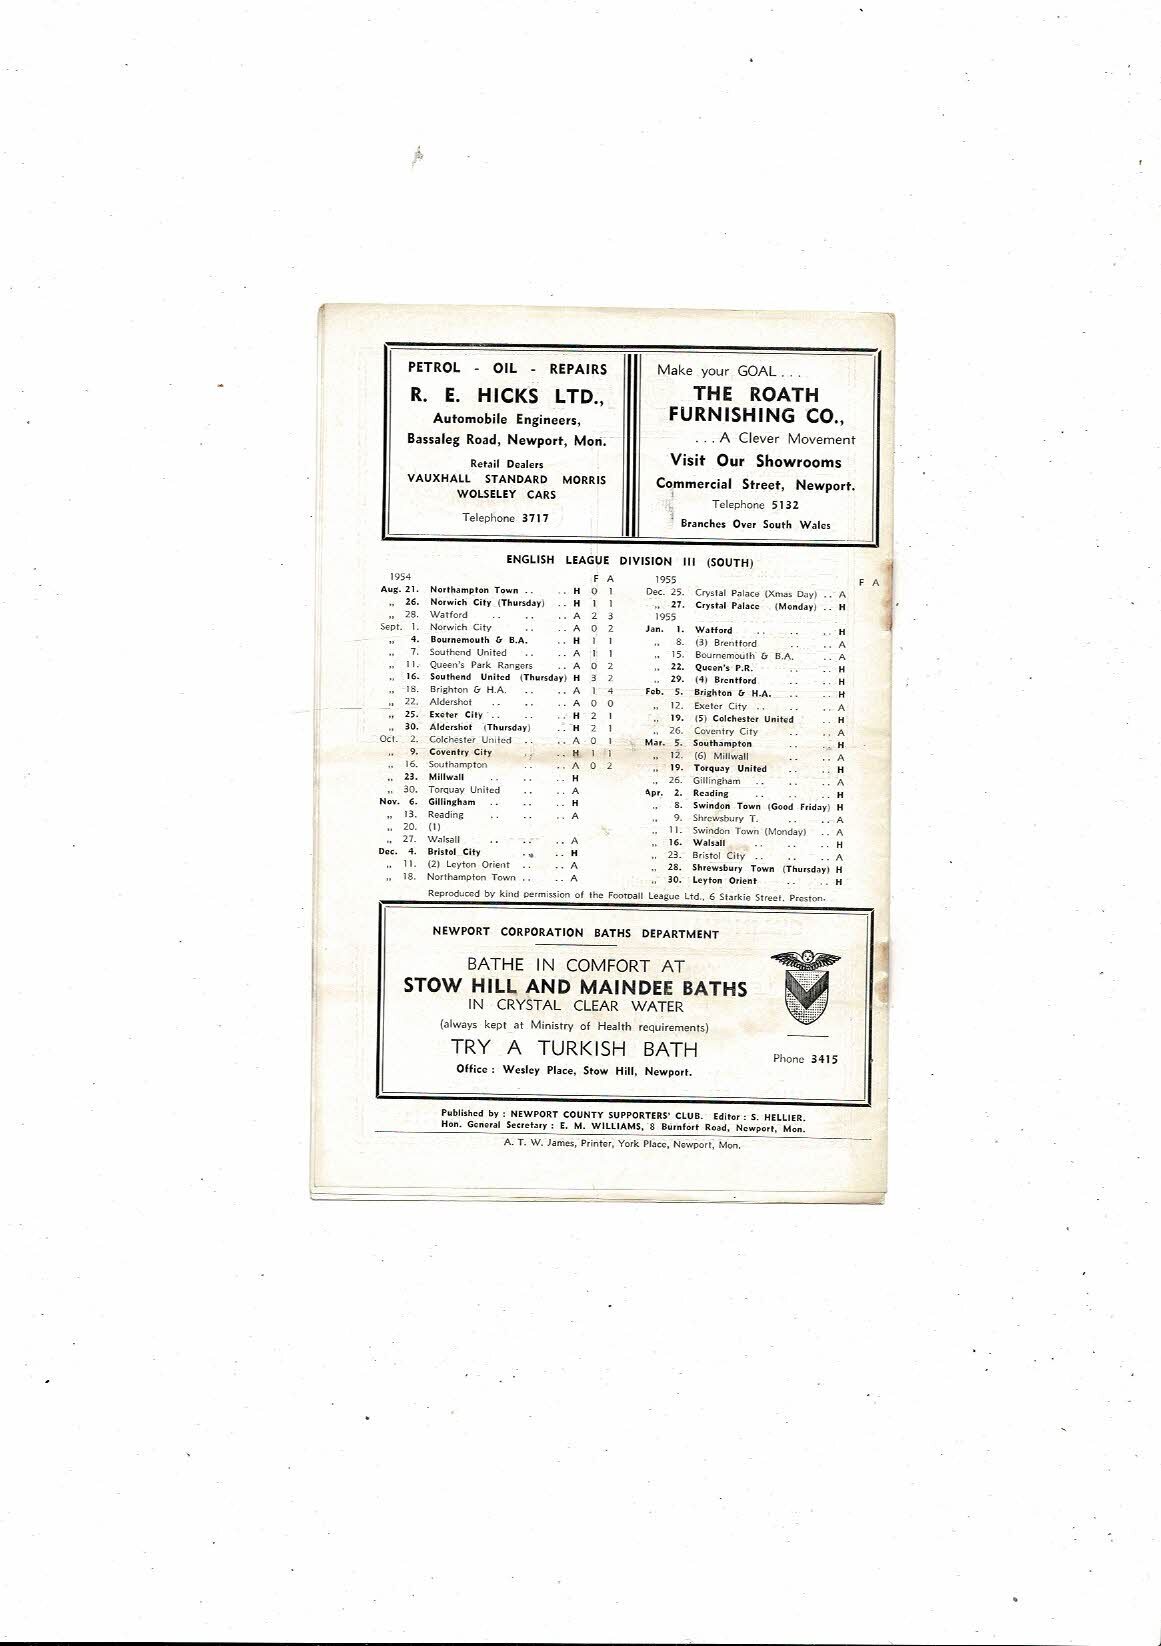 PETROL - OIL - REPAIRS
R. E. HICKS LTD.,
Automobile Engineers,
Bassaleg Road, Newport, Mon.
Retail Dealers
VAUXHALL STANDARD MORRIS
WOLSELEY CARS
Telephone 3717
Make your GOAL . . .
THE ROATH
FURNISHING CO.,
. . . A Clever Movement
Visit Our Showrooms
Commercial Street, Newport.
Telephone 5132
Branches Over South Wales
ENGLISH LEAGUE DIVISION III (SOUTH)
1954 F A
Aug. 21. Northampton Town .. .. H 0 1
„ 26. Norwich City (Thursday) .. H 1 1
„ 28. Watford .. .. .. A 2 3
Sept. 1. Norwich City .. .. A 0 2
„ 4. Bournemouth & B.A. .. H 1 1
„ 7. Southend United .. .. A 1 1
„ 11. Queen's Park Rangers .. A 0 2
„ 16. Southend United (Thursday) H 3 2
„ 18. Brighton & H.A. .. .. A 1 4
„ 22. Aldershot .. .. .. A 0 0
„ 25. Exeter City .. .. .. H 2 1
„ 30. Aldershot (Thursday) .. H 2 1
Oct. 2. Colchester United .. .. A 0 1
„ 9. Coventry City .. .. H 1 1
„ 16. Southampton .. .. A 0 2
„ 23. Millwall .. .. .. H
„ 30. Torquay United .. .. A
Nov. 6. Gillingham .. .. .. H
„ 13. Reading .. .. .. A
„ 20. (1)
„ 27. Walsall .. .. .. A
Dec. 4. Bristol City .. .. H
„ 11. (2) Leyton Orient .. .. A
„ 18. Northampton Town .. .. A
1955 F A
Dec. 25. Crystal Palace (Xmas Day) .. A
„ 27. Crystal Palace (Monday) .. H
1955
Jan. 1. Watford .. .. .. H
„ 8. (3) Brentford .. .. A
„ 15. Bournemouth & B.A. .. A
„ 22. Queen's P.R. .. .. H
„ 29. (4) Brentford .. .. H
Feb. 5. Brighton & H.A. .. .. H
„ 12. Exeter City .. .. .. A
„ 19. (5) Colchester United .. H
„ 26. Coventry City .. .. A
Mar. 5. Southampton .. .. H
„ 12. (6) Millwall .. .. A
„ 19. Torquay United .. .. H
„ 26. Gillingham .. .. .. A
Apr. 2. Reading .. .. .. H
„ 8. Swindon Town (Good Friday) H
„ 9. Shrewsbury T. .. .. A
„ 11. Swindon Town (Monday) .. A
„ 16. Walsall .. .. .. H
„ 23. Bristol City .. .. .. A
„ 28. Shrewsbury Town (Thursday) H
„ 30. Leyton Orient .. .. H
Reproduced by kind permission of the Football League Ltd., 6 Starkie Street, Preston.
NEWPORT CORPORATION BATHS DEPARTMENT
BATHE IN COMFORT AT
STOW HILL AND MAINDEE BATHS
IN CRYSTAL CLEAR WATER
(always kept at Ministry of Health requirements)
TRY A TURKISH BATH
Office : Wesley Place, Stow Hill, Newport.
Phone 3415
Published by : NEWPORT COUNTY SUPPORTERS' CLUB. Editor : S. HELLIER.
Hon. General Secretary : E. M. WILLIAMS, 8 Burnfort Road, Newport, Mon.
A. T. W. James, Printer, York Place, Newport, Mon.